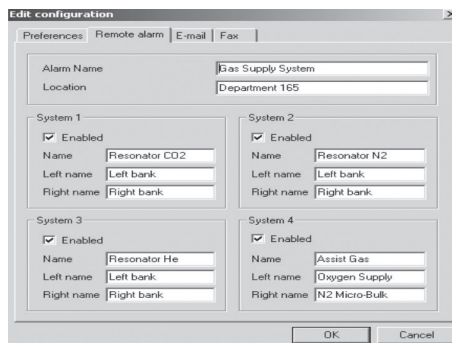 Edit configuration
Preferences Remote alarm E-mail Fax
Alarm Name Gas Supply System
Location Department 165
System 1
Enabled
Name Resonator CO2
Left name Left bank
Right name Right bank
System 2
Enabled
Name Resonator N2
Left name Left bank
Right name Right bank
System 3
Enabled
Name Resonator He
Left name Left bank
Right name Right bank
System 4
Enabled
Name Assist Gas
Left name Oxygen Supply
Right name N2 Micro-Bulk
OK Cancel